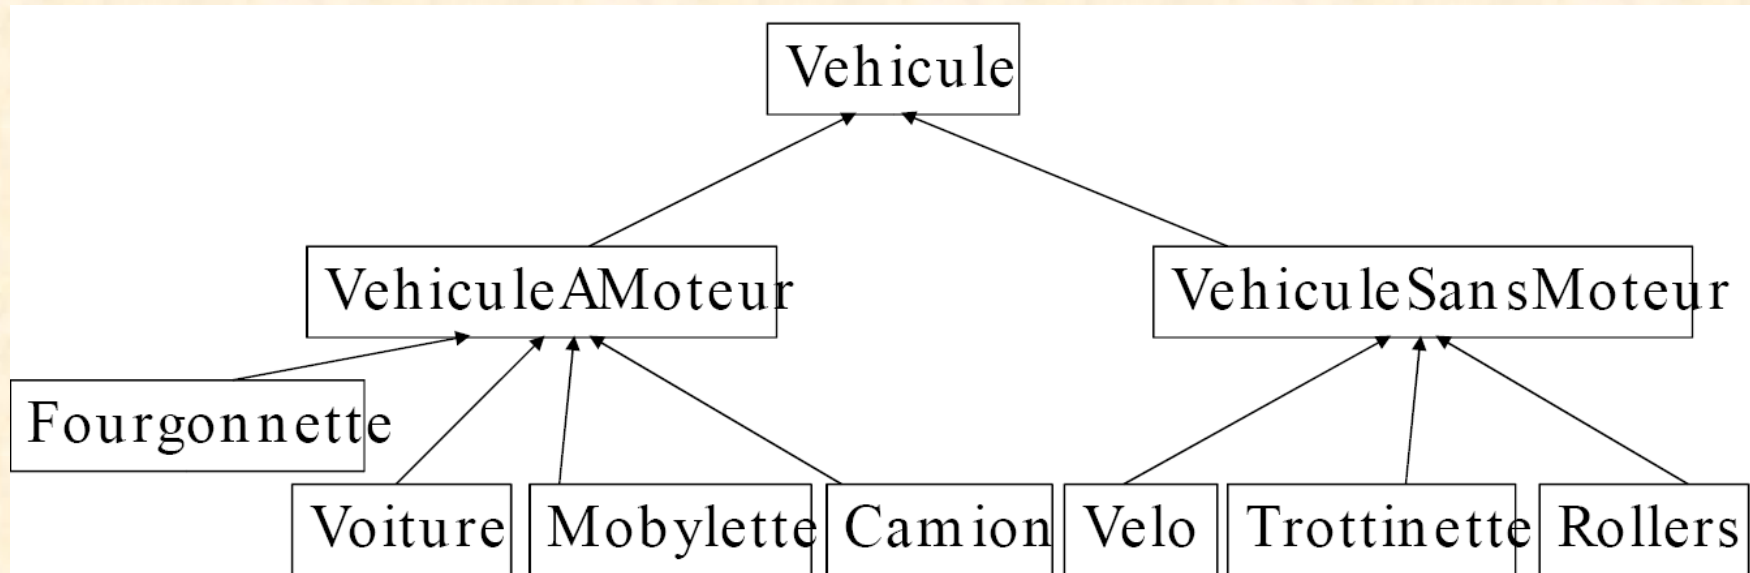 Vehicule
VehiculeAMoteur
VehiculeSansMoteur
Fourgonnette
Voiture
Mobylette
Camion
Velo
Trottinette
Rollers